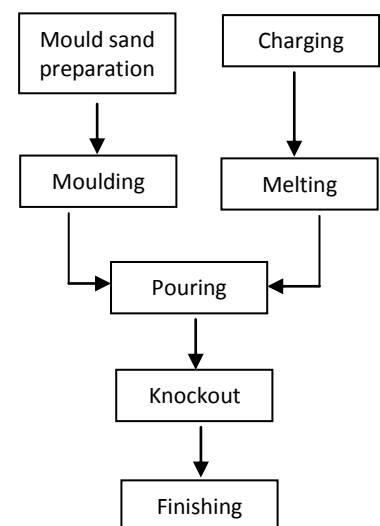 Mould sand
preparation
Charging
Moulding
Melting
Pouring
Knockout
Finishing